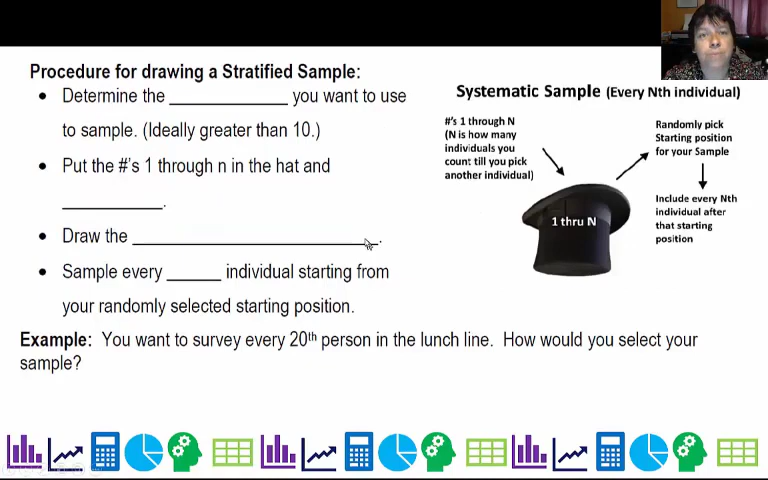 Procedure for drawing a Stratified Sample:
• Determine the ______________ you want to use
to sample. (Ideally greater than 10.)
• Put the #'s 1 through n in the hat and
____________.
• Draw the _____________________________.
• Sample every ______ individual starting from
your randomly selected starting position.
Example: You want to survey every 20th person in the lunch line. How would you select your
sample?
Systematic Sample (Every Nth individual)
#'s 1 through N
(N is how many
individuals you
count till you pick
another individual)
1 thru N
Randomly pick
Starting position
for your Sample
Include every Nth
individual after
that starting
position